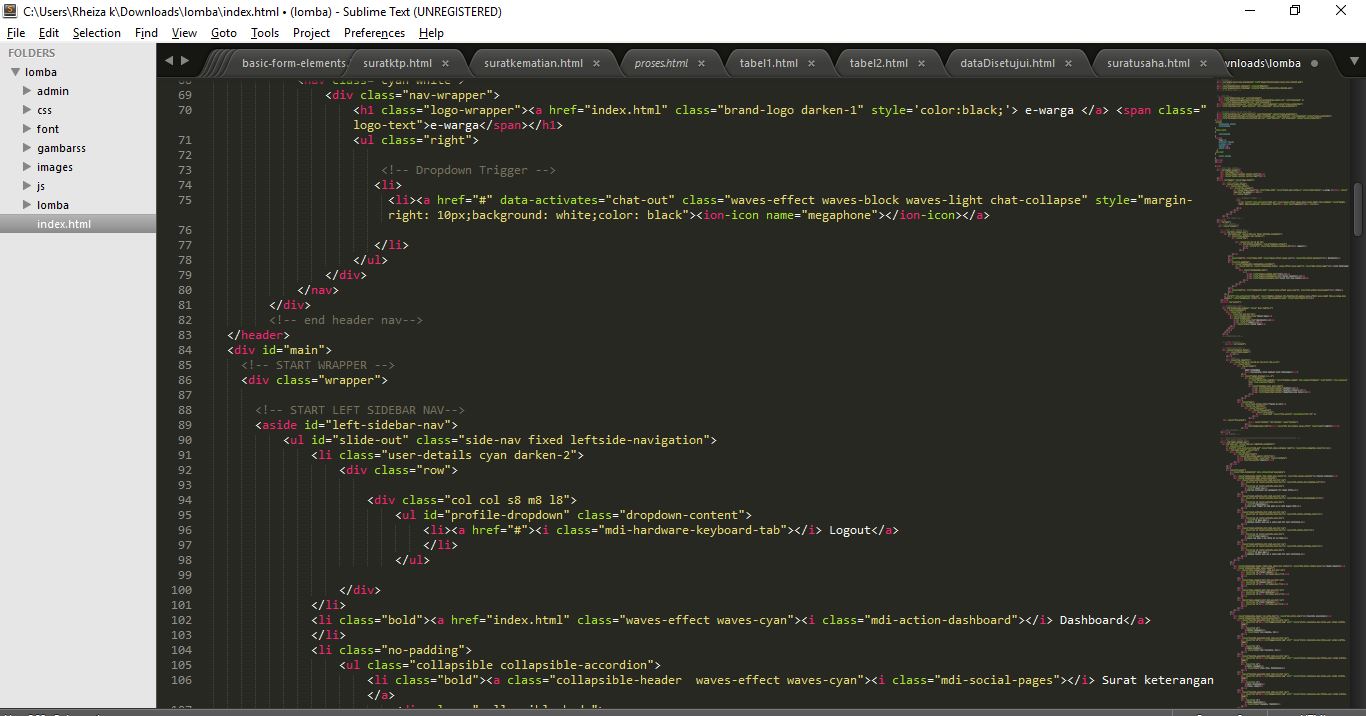 C:\Users\Rheiza k\Downloads\lomba\index.html • (lomba) - Sublime Text (UNREGISTERED)
File Edit Selection Find View Goto Tools Project Preferences Help
FOLDERS
lomba
admin
css
font
gambarss
images
js
lomba
index.html
basic-form-elements. suratktp.html × suratkematian.html × proses.html × tabel1.html × tabel2.html × dataDisetujui.html × suratusaha.html × wnloads\lomba
68 <nav class="cyan white">
69 <div class="nav-wrapper">
70 <h1 class="logo-wrapper"><a href="index.html" class="brand-logo darken-1" style='color:black;'> e-warga </a> <span class="
logo-text">e-warga</span></h1>
71 <ul class="right">
72
73 <!-- Dropdown Trigger -->
74 <li>
75 <li><a href="#" data-activates="chat-out" class="waves-effect waves-block waves-light chat-collapse" style="margin-
right: 10px;background: white;color: black"><ion-icon name="megaphone"></ion-icon></a>
76
77 </li>
78 </ul>
79 </div>
80 </nav>
81 </div>
82 <!-- end header nav-->
83 </header>
84 <div id="main">
85 <!-- START WRAPPER -->
86 <div class="wrapper">
87
88 <!-- START LEFT SIDEBAR NAV-->
89 <aside id="left-sidebar-nav">
90 <ul id="slide-out" class="side-nav fixed leftside-navigation">
91 <li class="user-details cyan darken-2">
92 <div class="row">
93
94 <div class="col col s8 m8 l8">
95 <ul id="profile-dropdown" class="dropdown-content">
96 <li><a href="#"><i class="mdi-hardware-keyboard-tab"></i> Logout</a>
97 </li>
98 </ul>
99
100 </div>
101 </li>
102 <li class="bold"><a href="index.html" class="waves-effect waves-cyan"><i class="mdi-action-dashboard"></i> Dashboard</a>
103 </li>
104 <li class="no-padding">
105 <ul class="collapsible collapsible-accordion">
106 <li class="bold"><a class="collapsible-header  waves-effect waves-cyan"><i class="mdi-social-pages"></i> Surat keterangan
</a>